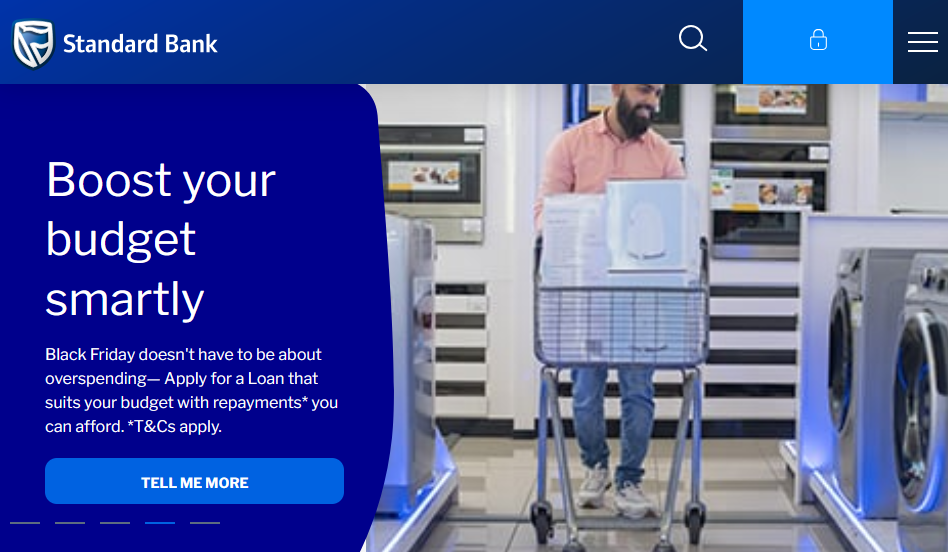 Standard Bank
Boost your
budget
smartly
Black Friday doesn't have to be about
overspending— Apply for a Loan that
suits your budget with repayments* you
can afford. *T&Cs apply.
TELL ME MORE